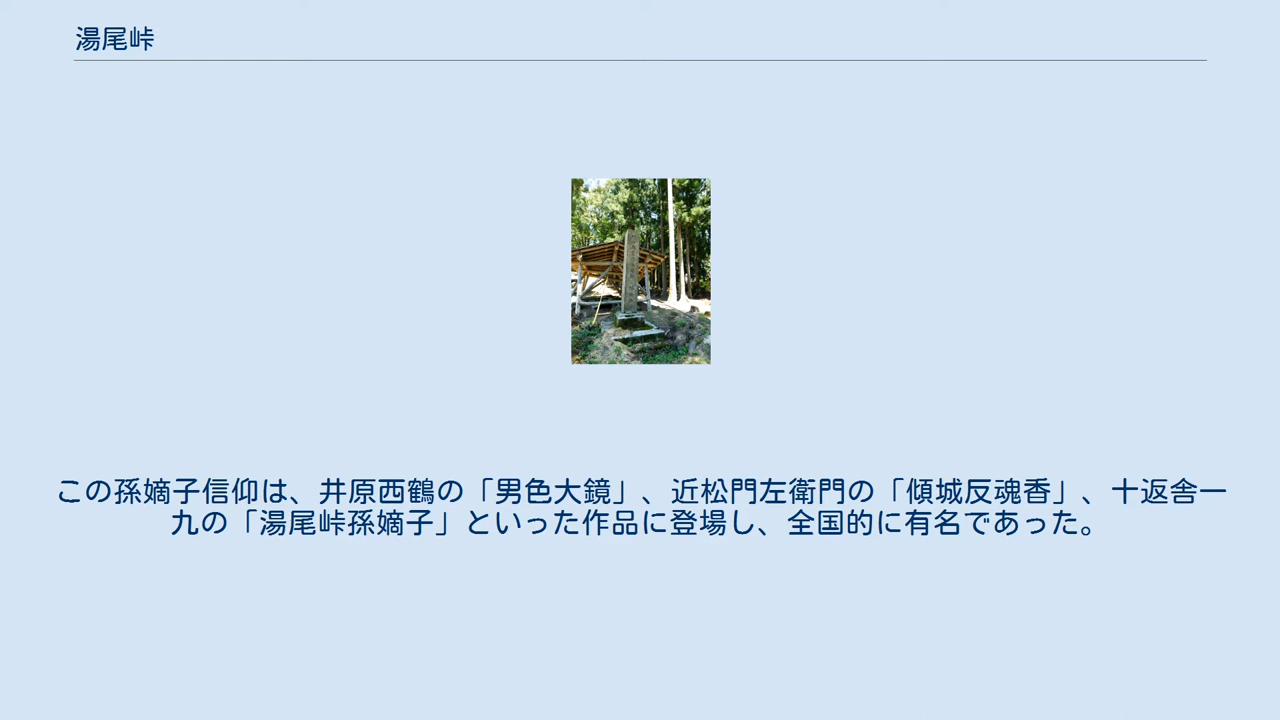 湯尾峠
この孫嫡子信仰は、井原西鶴の「男色大鏡」、近松門左衛門の「傾城反魂香」、十返舎一
九の「湯尾峠孫嫡子」といった作品に登場し、全国的に有名であった。